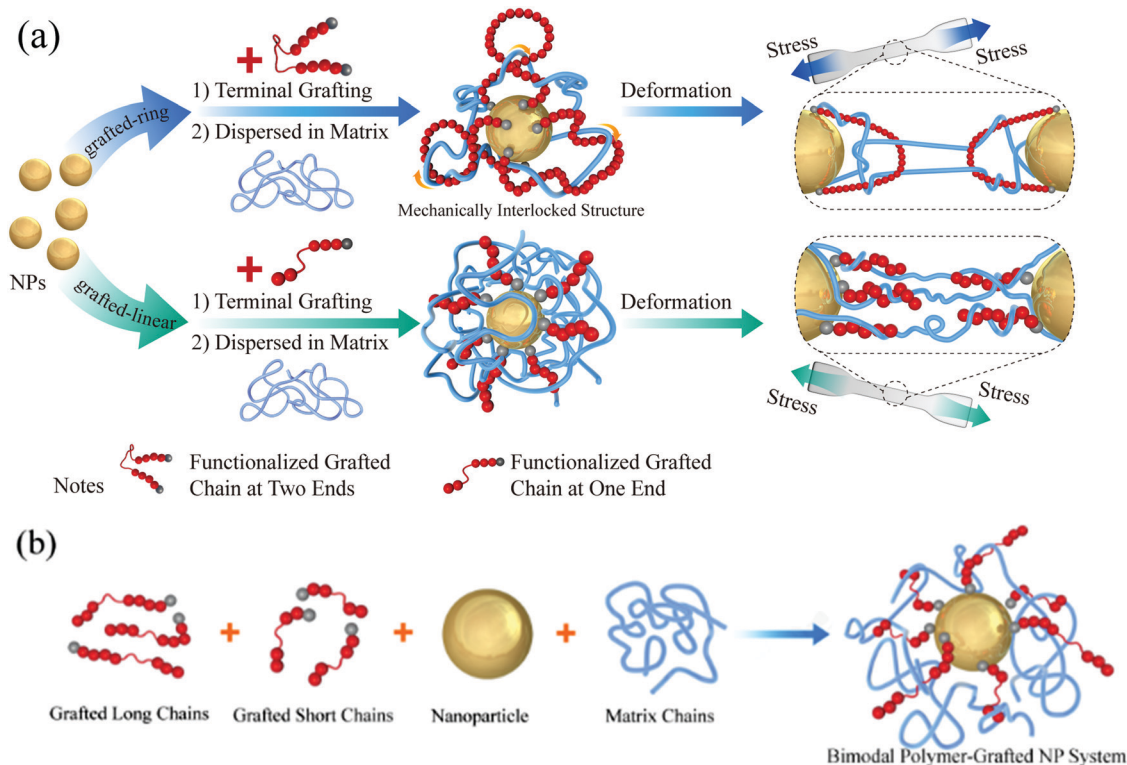 (a)
NPs
grafted-ring
grafted-linear
1) Terminal Grafting
2) Dispersed in Matrix
Mechanically Interlocked Structure
Deformation
Stress
Stress
1) Terminal Grafting
2) Dispersed in Matrix
Deformation
Stress
Stress
Notes
Functionalized Grafted
Chain at Two Ends
Functionalized Grafted
Chain at One End
(b)
Grafted Long Chains
Grafted Short Chains
Nanoparticle
Matrix Chains
Bimodal Polymer-Grafted NP System